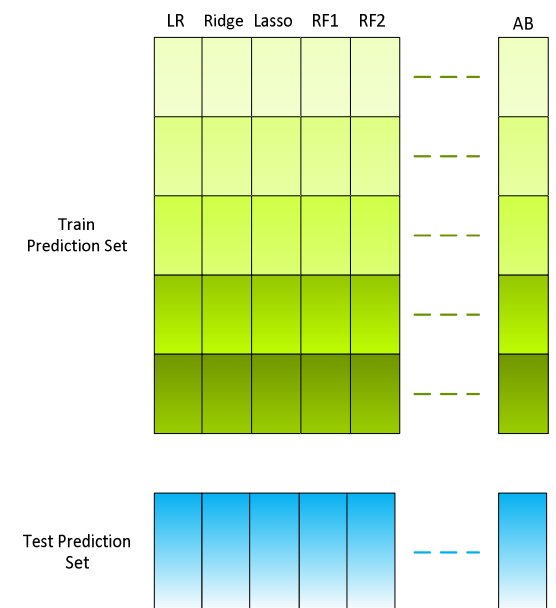 LR Ridge Lasso RF1 RF2 AB
Train
Prediction Set
Test Prediction
Set